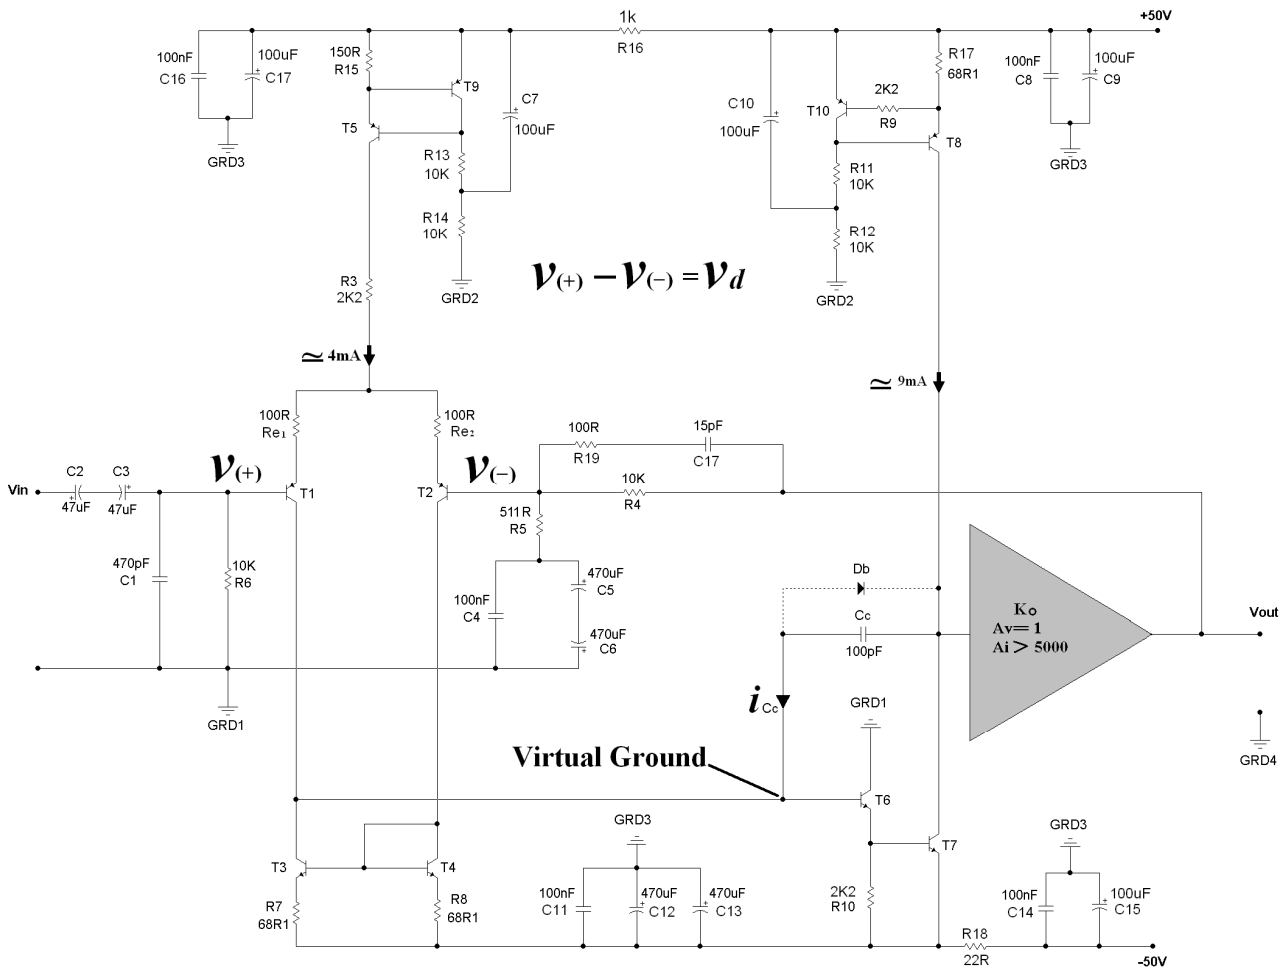 1k
R16
+50V
100nF
C16
100uF
C17
GRD3
150R
R15
T9
T5
C7
100uF
R13
10K
R14
10K
GRD2
C10
100uF
T10
2K2
R9
R17
68R1
T8
R11
10K
R12
10K
GRD2
100nF
C8
100uF
C9
GRD3
V(+) − V(−) = Vd
R3
2K2
≃ 4mA
≃ 9mA
100R
Re1
100R
Re2
V(+)
V(−)
100R
R19
15pF
C17
Vin
C2
47uF
C3
47uF
T1
T2
10K
R4
511R
R5
470pF
C1
10K
R6
100nF
C4
470uF
C5
470uF
C6
GRD1
Db
Cc
100pF
Ko
Av= 1
Ai > 5000
Vout
GRD4
iCc
GRD1
Virtual Ground
T6
T7
T3
T4
R7
68R1
R8
68R1
GRD3
100nF
C11
470uF
C12
470uF
C13
2K2
R10
GRD3
100nF
C14
100uF
C15
R18
22R
-50V